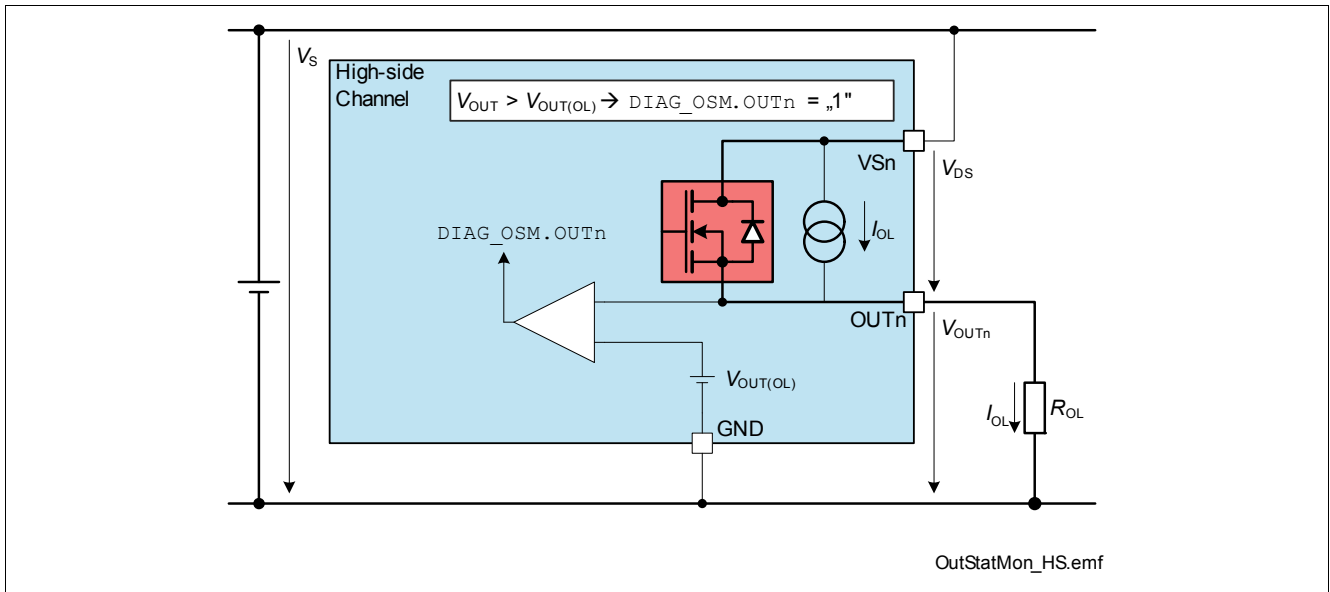 VS
High-side
Channel
VOUT > VOUT(OL) → DIAG_OSM.OUTn = „1"
VSn
VDS
IOL
DIAG_OSM.OUTn
OUTn
VOUTn
VOUT(OL)
IOL
ROL
GND
OutStatMon_HS.emf